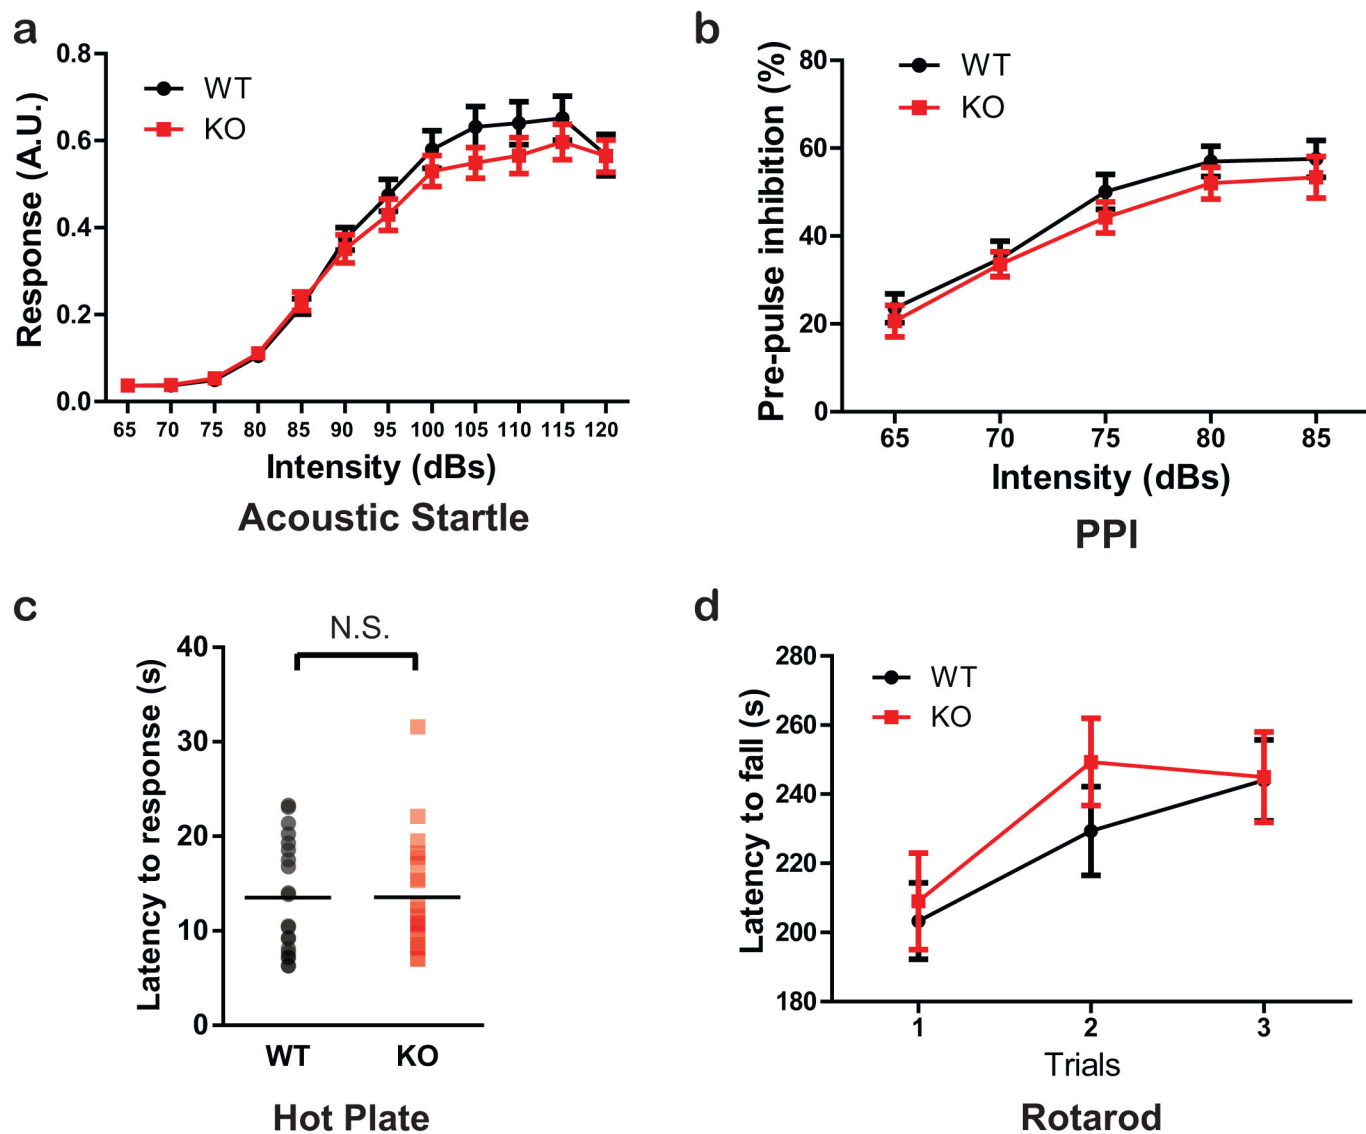 a
0.8
0.6
0.4
0.2
0.0
Response (A.U.)
WT
KO
65 70 75 80 85 90 95 100 105 110 115 120
Intensity (dBs)
Acoustic Startle
b
80
60
40
20
0
Pre-pulse inhibition (%)
WT
KO
65 70 75 80 85
Intensity (dBs)
PPI
c
N.S.
40
30
20
10
0
Latency to response (s)
WT KO
Hot Plate
d
280
260
240
220
200
180
Latency to fall (s)
WT
KO
1 2 3
Trials
Rotarod